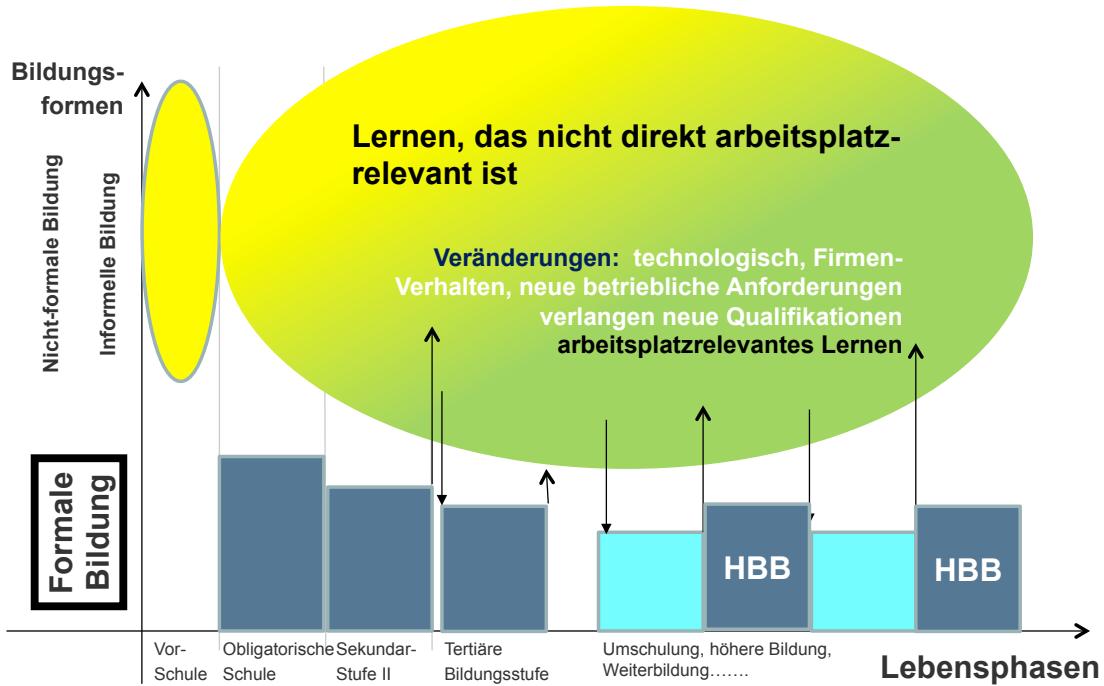 Bildungs-
formen
Nicht-formale Bildung
Informelle Bildung
Lernen, das nicht direkt arbeitsplatz-
relevant ist
Veränderungen: technologisch, Firmen-
Verhalten, neue betriebliche Anforderungen
verlangen neue Qualifikationen
arbeitsplatzrelevantes Lernen
Formale
Bildung
HBB
HBB
Vor-
Schule
Obligatorische
Schule
Sekundar-
Stufe II
Tertiäre
Bildungsstufe
Umschulung, höhere Bildung,
Weiterbildung…….
Lebensphasen